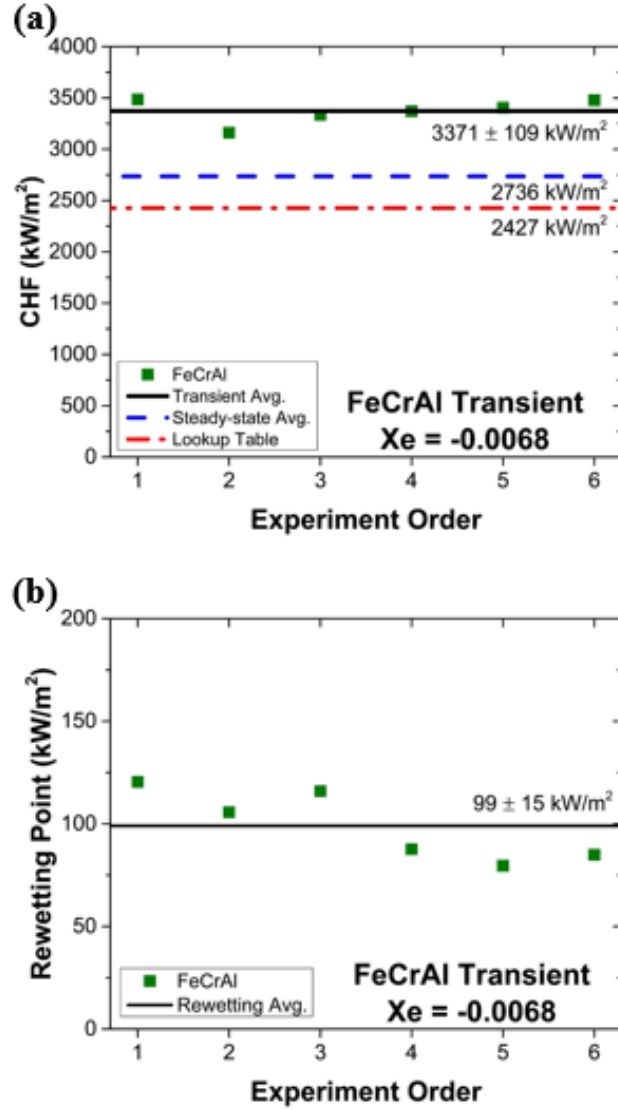 (a)
4000
3500
3000
2500
2000
1500
1000
500
0
CHF (kW/m²)
3371 ± 109 kW/m²
2736 kW/m²
2427 kW/m²
FeCrAl
Transient Avg.
Steady-state Avg.
Lookup Table
FeCrAl Transient
Xe = -0.0068
1 2 3 4 5 6
Experiment Order
(b)
200
150
100
50
0
Rewetting Point (kW/m²)
99 ± 15 kW/m²
FeCrAl
Rewetting Avg.
FeCrAl Transient
Xe = -0.0068
1 2 3 4 5 6
Experiment Order